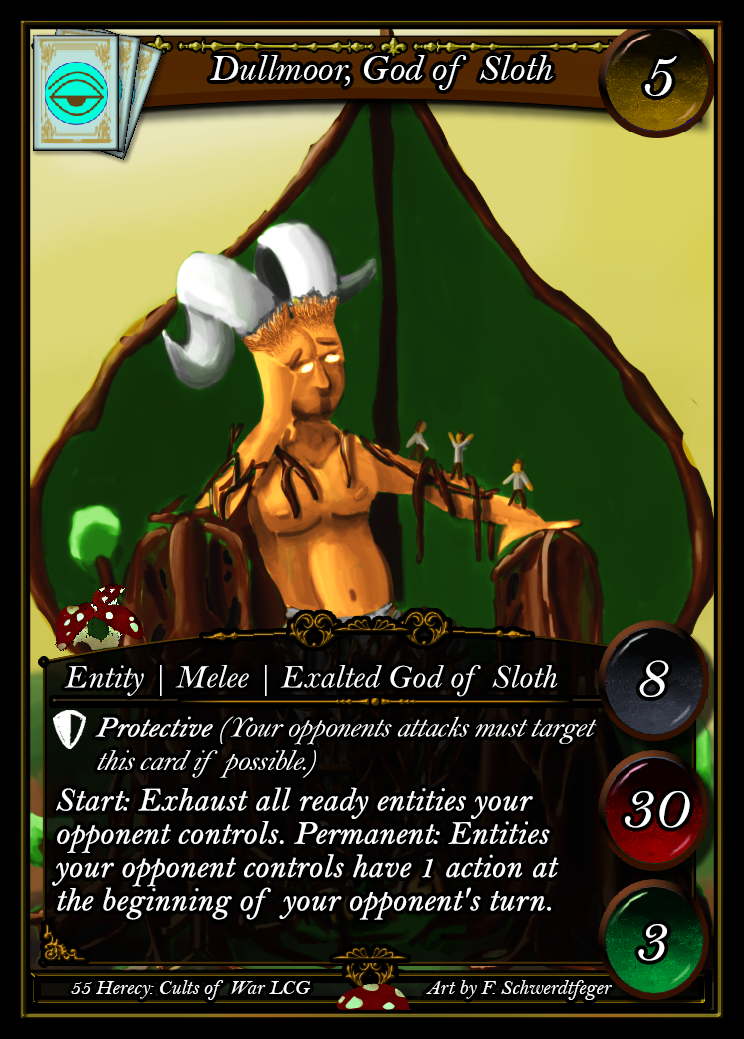 Dullmoor, God of Sloth
5
Entity | Melee | Exalted God of Sloth
8
Protective (Your opponents attacks must target
this card if possible.)
30
Start: Exhaust all ready entities your
opponent controls. Permanent: Entities
your opponent controls have 1 action at
the beginning of your opponent's turn.
3
55 Herecy: Cults of War LCG
Art by F. Schwerdtfeger